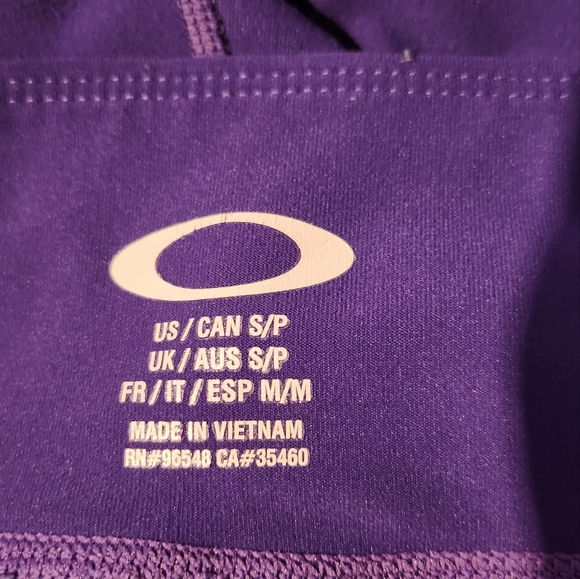 US / CAN S/P
UK / AUS S/P
FR / IT / ESP M/M
MADE IN VIETNAM
RN#96548 CA#35460